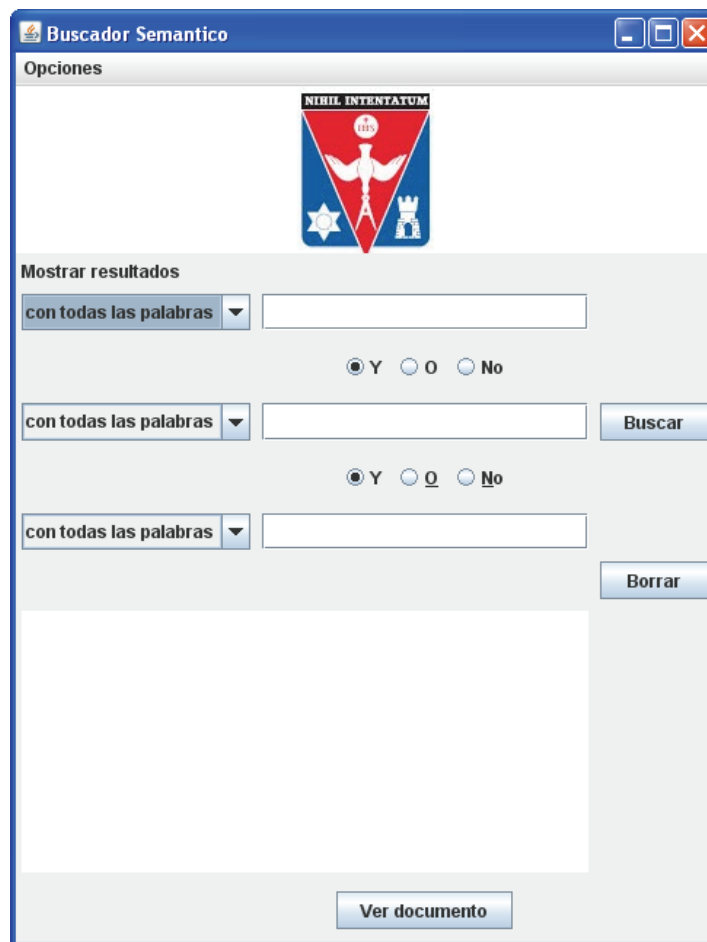 Buscador Semantico
Opciones
NIHIL INTENTATUM
IHS
Mostrar resultados
con todas las palabras
Y O No
con todas las palabras
Buscar
Y O No
con todas las palabras
Borrar
Ver documento